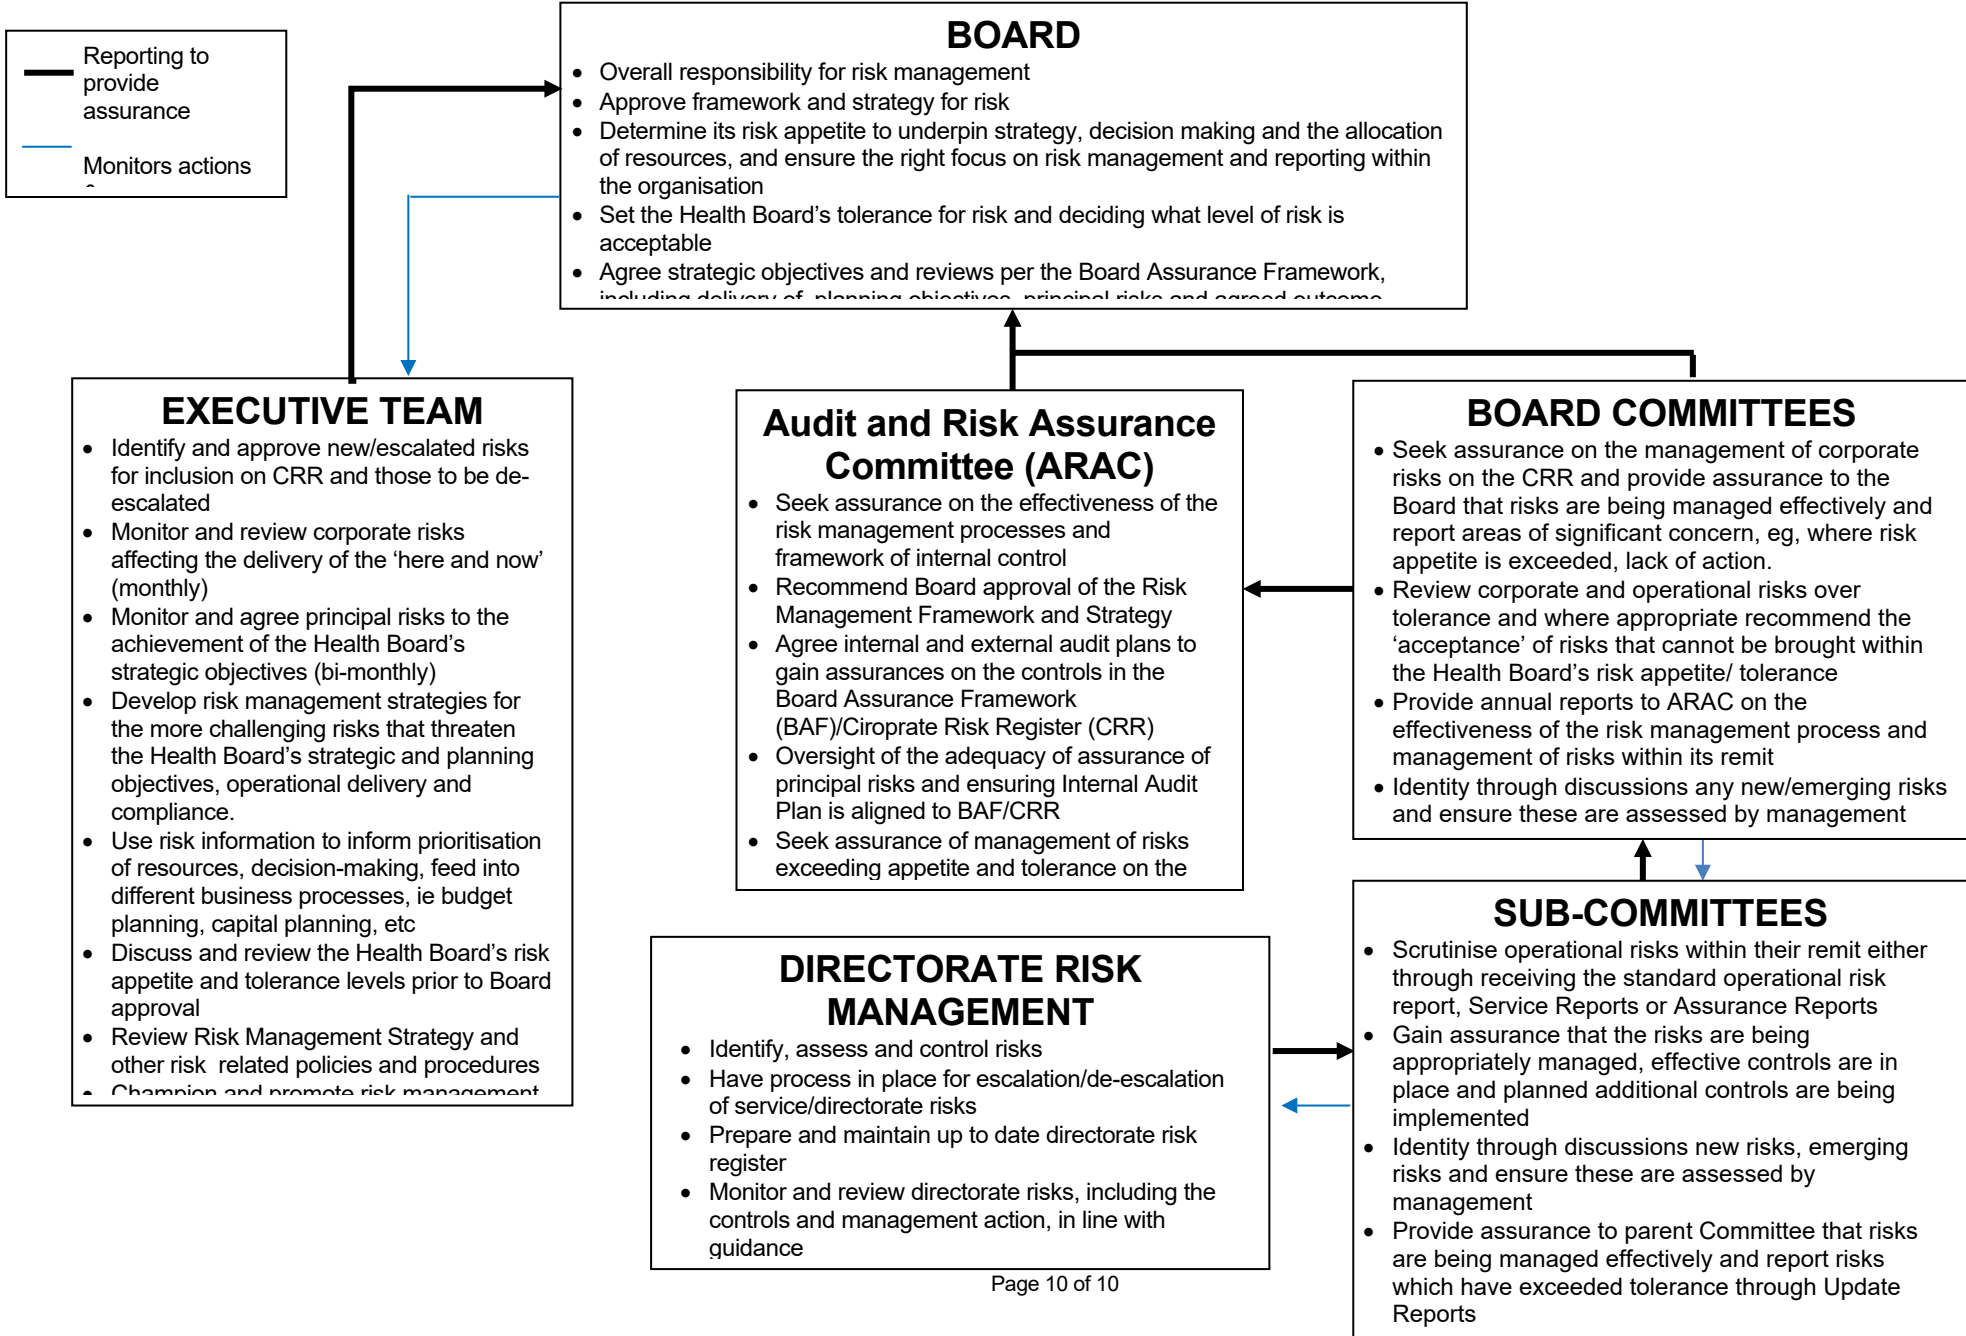 Reporting to
provide
assurance
Monitors actions
BOARD
• Overall responsibility for risk management
• Approve framework and strategy for risk
• Determine its risk appetite to underpin strategy, decision making and the allocation
of resources, and ensure the right focus on risk management and reporting within
the organisation
• Set the Health Board's tolerance for risk and deciding what level of risk is
acceptable
• Agree strategic objectives and reviews per the Board Assurance Framework,
including delivery of planning objectives, principal risks and agreed outcome
EXECUTIVE TEAM
• Identify and approve new/escalated risks
for inclusion on CRR and those to be de-
escalated
• Monitor and review corporate risks
affecting the delivery of the 'here and now'
(monthly)
• Monitor and agree principal risks to the
achievement of the Health Board's
strategic objectives (bi-monthly)
• Develop risk management strategies for
the more challenging risks that threaten
the Health Board's strategic and planning
objectives, operational delivery and
compliance.
• Use risk information to inform prioritisation
of resources, decision-making, feed into
different business processes, ie budget
planning, capital planning, etc
• Discuss and review the Health Board's risk
appetite and tolerance levels prior to Board
approval
• Review Risk Management Strategy and
other risk related policies and procedures
• Champion and promote risk management
Audit and Risk Assurance
Committee (ARAC)
• Seek assurance on the effectiveness of the
risk management processes and
framework of internal control
• Recommend Board approval of the Risk
Management Framework and Strategy
• Agree internal and external audit plans to
gain assurances on the controls in the
Board Assurance Framework
(BAF)/Ciroprate Risk Register (CRR)
• Oversight of the adequacy of assurance of
principal risks and ensuring Internal Audit
Plan is aligned to BAF/CRR
• Seek assurance of management of risks
exceeding appetite and tolerance on the
BOARD COMMITTEES
• Seek assurance on the management of corporate
risks on the CRR and provide assurance to the
Board that risks are being managed effectively and
report areas of significant concern, eg, where risk
appetite is exceeded, lack of action.
• Review corporate and operational risks over
tolerance and where appropriate recommend the
'acceptance' of risks that cannot be brought within
the Health Board's risk appetite/ tolerance
• Provide annual reports to ARAC on the
effectiveness of the risk management process and
management of risks within its remit
• Identity through discussions any new/emerging risks
and ensure these are assessed by management
DIRECTORATE RISK
MANAGEMENT
• Identify, assess and control risks
• Have process in place for escalation/de-escalation
of service/directorate risks
• Prepare and maintain up to date directorate risk
register
• Monitor and review directorate risks, including the
controls and management action, in line with
guidance
SUB-COMMITTEES
• Scrutinise operational risks within their remit either
through receiving the standard operational risk
report, Service Reports or Assurance Reports
• Gain assurance that the risks are being
appropriately managed, effective controls are in
place and planned additional controls are being
implemented
• Identity through discussions new risks, emerging
risks and ensure these are assessed by
management
• Provide assurance to parent Committee that risks
are being managed effectively and report risks
which have exceeded tolerance through Update
Reports
Page 10 of 10